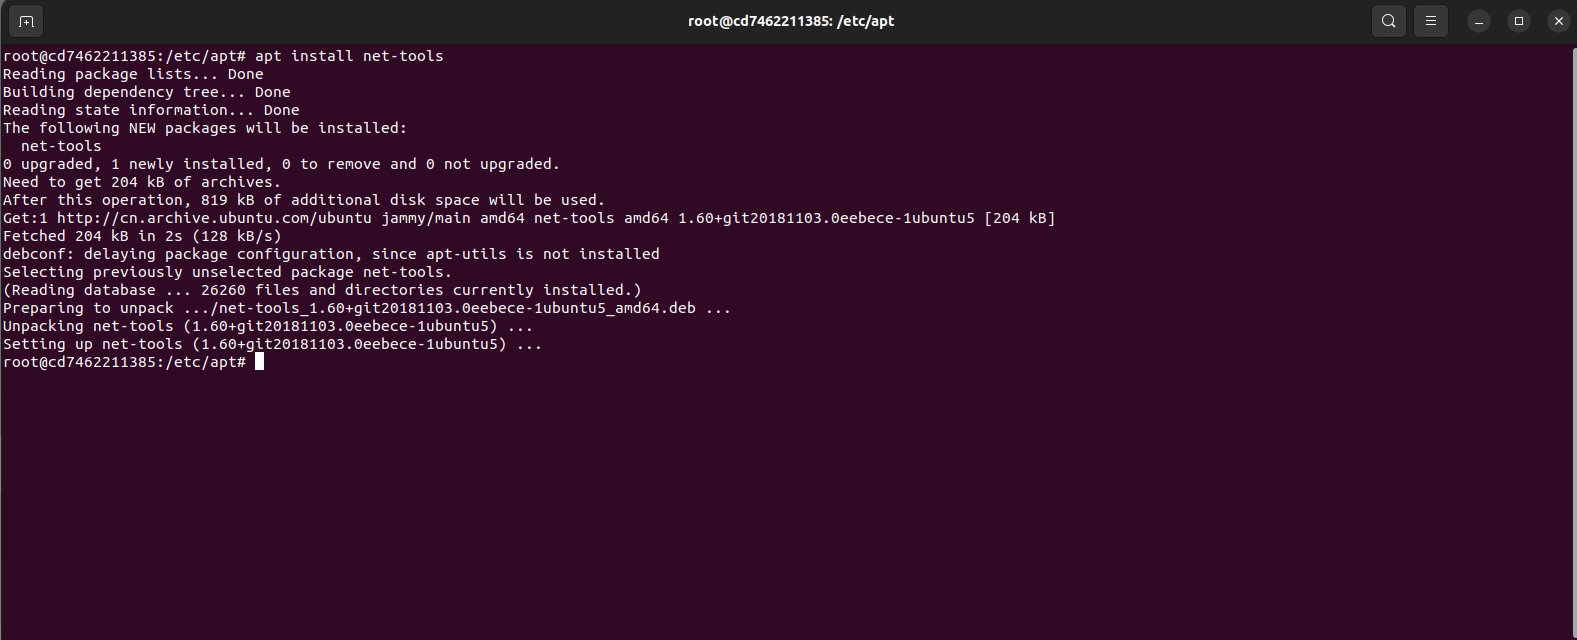 root@cd7462211385: /etc/apt
root@cd7462211385:/etc/apt# apt install net-tools
Reading package lists... Done
Building dependency tree... Done
Reading state information... Done
The following NEW packages will be installed:
  net-tools
0 upgraded, 1 newly installed, 0 to remove and 0 not upgraded.
Need to get 204 kB of archives.
After this operation, 819 kB of additional disk space will be used.
Get:1 http://cn.archive.ubuntu.com/ubuntu jammy/main amd64 net-tools amd64 1.60+git20181103.0eebece-1ubuntu5 [204 kB]
Fetched 204 kB in 2s (128 kB/s)
debconf: delaying package configuration, since apt-utils is not installed
Selecting previously unselected package net-tools.
(Reading database ... 26260 files and directories currently installed.)
Preparing to unpack .../net-tools_1.60+git20181103.0eebece-1ubuntu5_amd64.deb ...
Unpacking net-tools (1.60+git20181103.0eebece-1ubuntu5) ...
Setting up net-tools (1.60+git20181103.0eebece-1ubuntu5) ...
root@cd7462211385:/etc/apt#